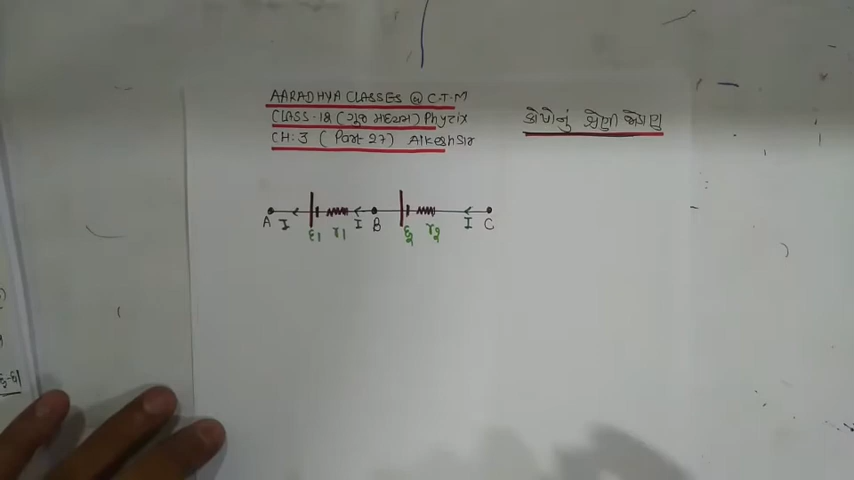 AARADHYA CLASSES @ C.T.M
CLASS-12 (ગુજ માધ્યમ) Phyzix
CH:3 ( Part 27) Alkesh Sir
કોષોનું શ્રેણી જોડાણ
A I I B I C
ε1 r1 ε2 r2